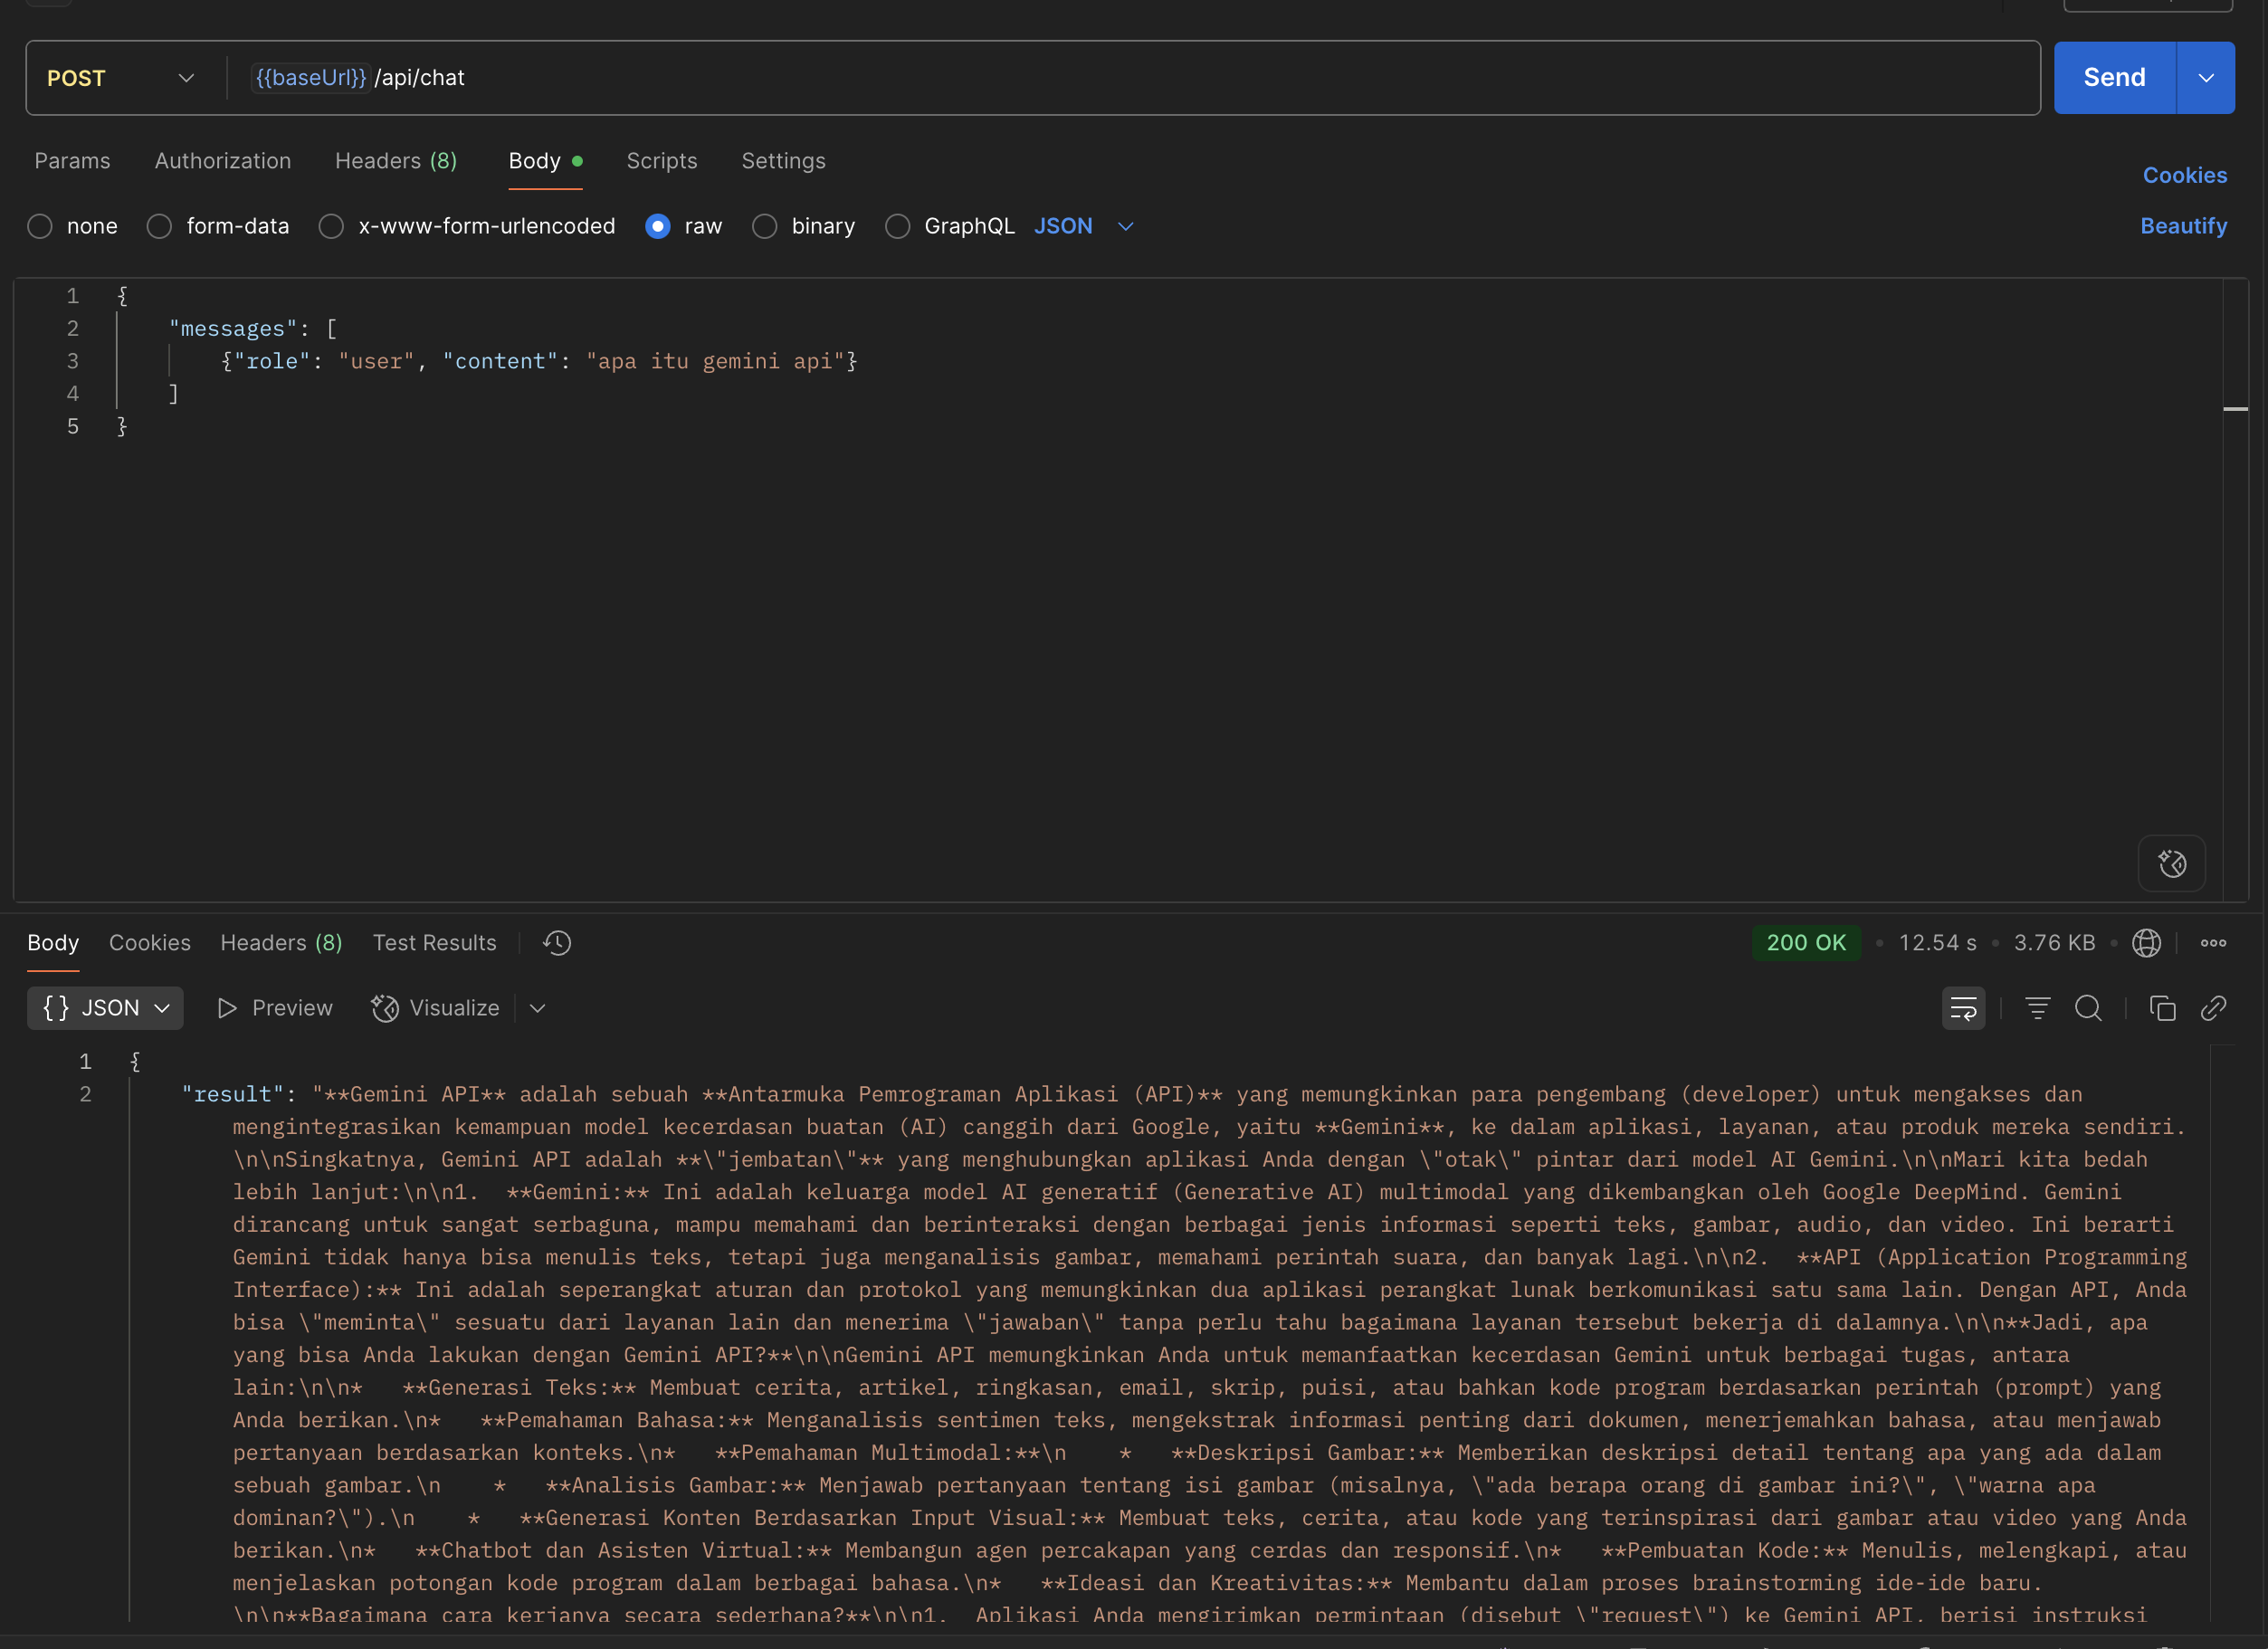 POST {{baseUrl}}/api/chat Send
Params Authorization Headers (8) Body Scripts Settings Cookies
none form-data x-www-form-urlencoded raw binary GraphQL JSON Beautify
1 {
2 "messages": [
3 {"role": "user", "content": "apa itu gemini api"}
4 ]
5 }
Body Cookies Headers (8) Test Results 200 OK • 12.54 s • 3.76 KB
{} JSON Preview Visualize
1 {
2 "result": "**Gemini API** adalah sebuah **Antarmuka Pemrograman Aplikasi (API)** yang memungkinkan para pengembang (developer) untuk mengakses dan
mengintegrasikan kemampuan model kecerdasan buatan (AI) canggih dari Google, yaitu **Gemini**, ke dalam aplikasi, layanan, atau produk mereka sendiri.
\n\nSingkatnya, Gemini API adalah **\"jembatan\"** yang menghubungkan aplikasi Anda dengan \"otak\" pintar dari model AI Gemini.\n\nMari kita bedah
lebih lanjut:\n\n1.  **Gemini:** Ini adalah keluarga model AI generatif (Generative AI) multimodal yang dikembangkan oleh Google DeepMind. Gemini
dirancang untuk sangat serbaguna, mampu memahami dan berinteraksi dengan berbagai jenis informasi seperti teks, gambar, audio, dan video. Ini berarti
Gemini tidak hanya bisa menulis teks, tetapi juga menganalisis gambar, memahami perintah suara, dan banyak lagi.\n\n2.  **API (Application Programming
Interface):** Ini adalah seperangkat aturan dan protokol yang memungkinkan dua aplikasi perangkat lunak berkomunikasi satu sama lain. Dengan API, Anda
bisa \"meminta\" sesuatu dari layanan lain dan menerima \"jawaban\" tanpa perlu tahu bagaimana layanan tersebut bekerja di dalamnya.\n\n**Jadi, apa
yang bisa Anda lakukan dengan Gemini API?**\n\nGemini API memungkinkan Anda untuk memanfaatkan kecerdasan Gemini untuk berbagai tugas, antara
lain:\n\n*   **Generasi Teks:** Membuat cerita, artikel, ringkasan, email, skrip, puisi, atau bahkan kode program berdasarkan perintah (prompt) yang
Anda berikan.\n*   **Pemahaman Bahasa:** Menganalisis sentimen teks, mengekstrak informasi penting dari dokumen, menerjemahkan bahasa, atau menjawab
pertanyaan berdasarkan konteks.\n*   **Pemahaman Multimodal:**\n    *   **Deskripsi Gambar:** Memberikan deskripsi detail tentang apa yang ada dalam
sebuah gambar.\n    *   **Analisis Gambar:** Menjawab pertanyaan tentang isi gambar (misalnya, \"ada berapa orang di gambar ini?\", \"warna apa
dominan?\").\n    *   **Generasi Konten Berdasarkan Input Visual:** Membuat teks, cerita, atau kode yang terinspirasi dari gambar atau video yang Anda
berikan.\n*   **Chatbot dan Asisten Virtual:** Membangun agen percakapan yang cerdas dan responsif.\n*   **Pembuatan Kode:** Menulis, melengkapi, atau
menjelaskan potongan kode program dalam berbagai bahasa.\n*   **Ideasi dan Kreativitas:** Membantu dalam proses brainstorming ide-ide baru.
\n\n**Bagaimana cara kerjanya secara sederhana?**\n\n1.  Aplikasi Anda mengirimkan permintaan (disebut \"request\") ke Gemini API, berisi instruksi